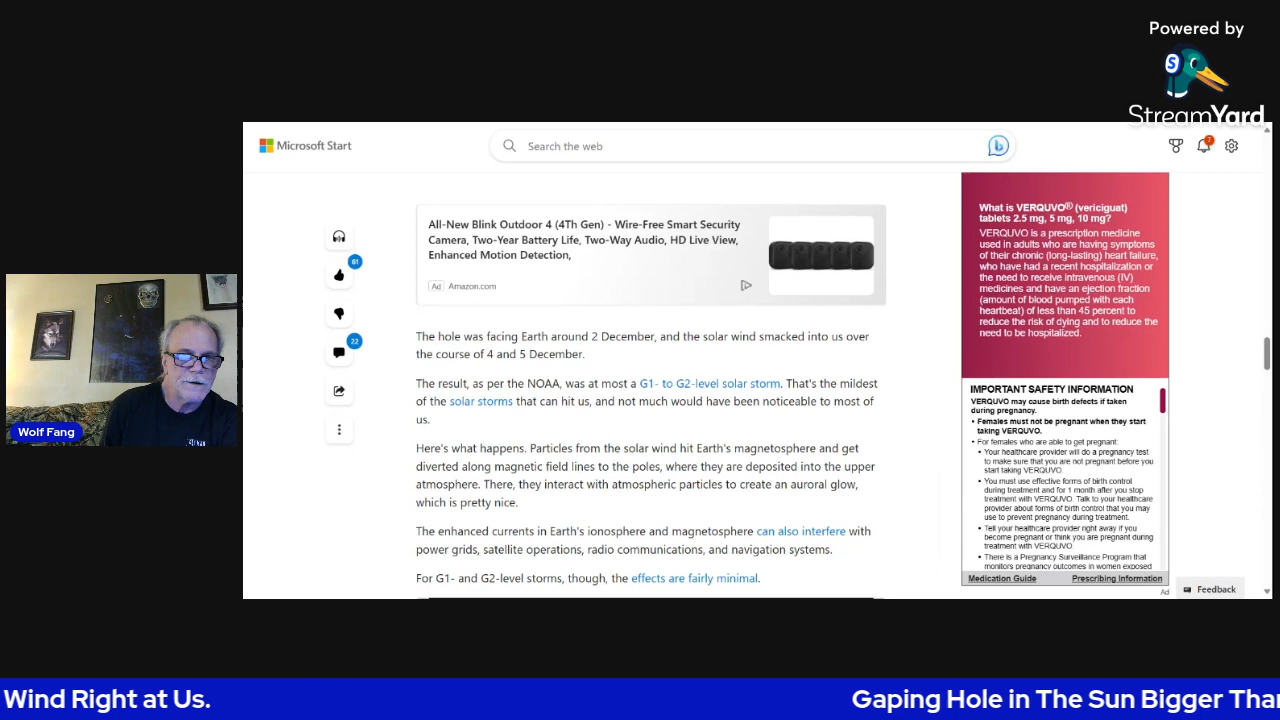 Powered by
StreamYard
Microsoft Start
Search the web
7
All-New Blink Outdoor 4 (4Th Gen) - Wire-Free Smart Security
Camera, Two-Year Battery Life, Two-Way Audio, HD Live View,
Enhanced Motion Detection,
Ad Amazon.com
61
22
The hole was facing Earth around 2 December, and the solar wind smacked into us over
the course of 4 and 5 December.
The result, as per the NOAA, was at most a G1- to G2-level solar storm. That's the mildest
of the solar storms that can hit us, and not much would have been noticeable to most of
us.
Here's what happens. Particles from the solar wind hit Earth's magnetosphere and get
diverted along magnetic field lines to the poles, where they are deposited into the upper
atmosphere. There, they interact with atmospheric particles to create an auroral glow,
which is pretty nice.
The enhanced currents in Earth's ionosphere and magnetosphere can also interfere with
power grids, satellite operations, radio communications, and navigation systems.
For G1- and G2-level storms, though, the effects are fairly minimal.
What is VERQUVO® (vericiguat)
tablets 2.5 mg, 5 mg, 10 mg?
VERQUVO is a prescription medicine
used in adults who are having symptoms
of their chronic (long-lasting) heart failure,
who have had a recent hospitalization or
the need to receive intravenous (IV)
medicines and have an ejection fraction
(amount of blood pumped with each
heartbeat) of less than 45 percent to
reduce the risk of dying and to reduce the
need to be hospitalized.
IMPORTANT SAFETY INFORMATION
VERQUVO may cause birth defects if taken
during pregnancy.
• Females must not be pregnant when they start
taking VERQUVO.
• For females who are able to get pregnant:
• Your healthcare provider will do a pregnancy test
to make sure that you are not pregnant before you
start taking VERQUVO.
• You must use effective forms of birth control
during treatment and for 1 month after you stop
treatment with VERQUVO. Talk to your healthcare
provider about forms of birth control that you may
use to prevent pregnancy during treatment.
• Tell your healthcare provider right away if you
become pregnant or think you are pregnant during
treatment with VERQUVO.
• There is a Pregnancy Surveillance Program that
monitors pregnancy outcomes in women exposed
Medication Guide Prescribing Information
Ad
Feedback
Wolf Fang
Wind Right at Us. Gaping Hole in The Sun Bigger Than